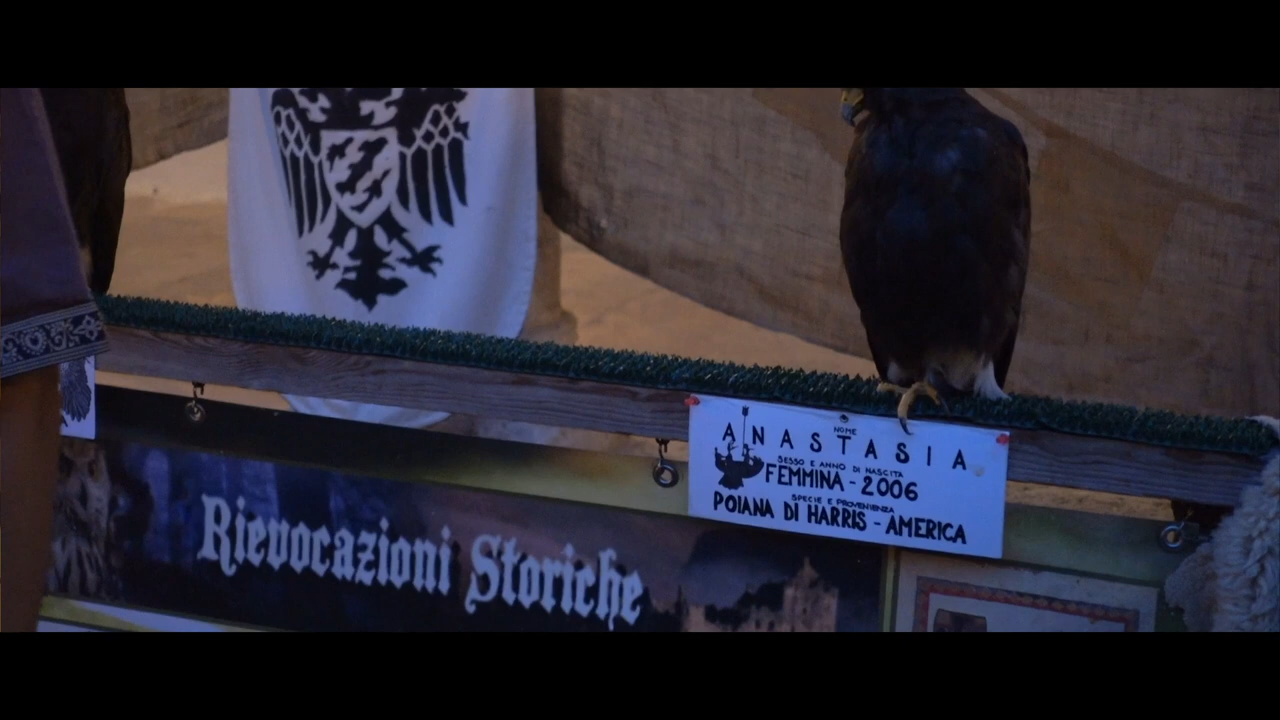 NOME
ANASTASIA
SESSO E ANNO DI NASCITA
FEMMINA - 2006
SPECIE E PROVENIENZA
POIANA DI HARRIS - AMERICA
Rievocazioni Storiche